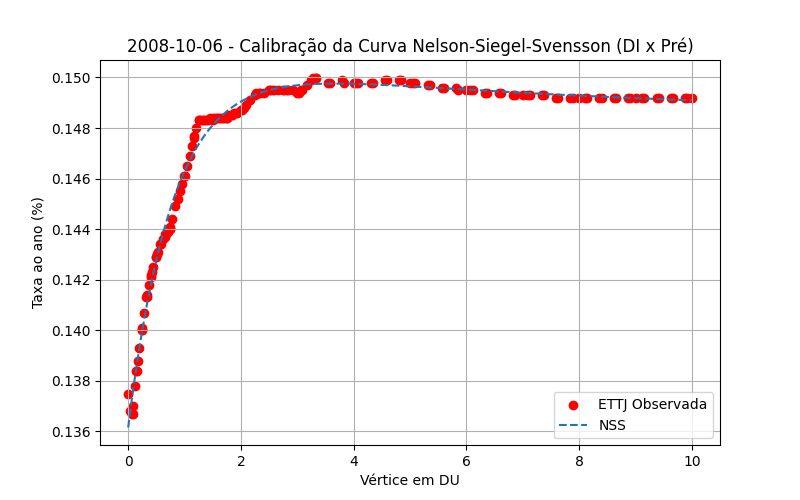 2008-10-06 - Calibração da Curva Nelson-Siegel-Svensson (DI x Pré)
Taxa ao ano (%)
0.150
0.148
0.146
0.144
0.142
0.140
0.138
0.136
0
2
4
6
8
10
Vértice em DU
ETTJ Observada
NSS